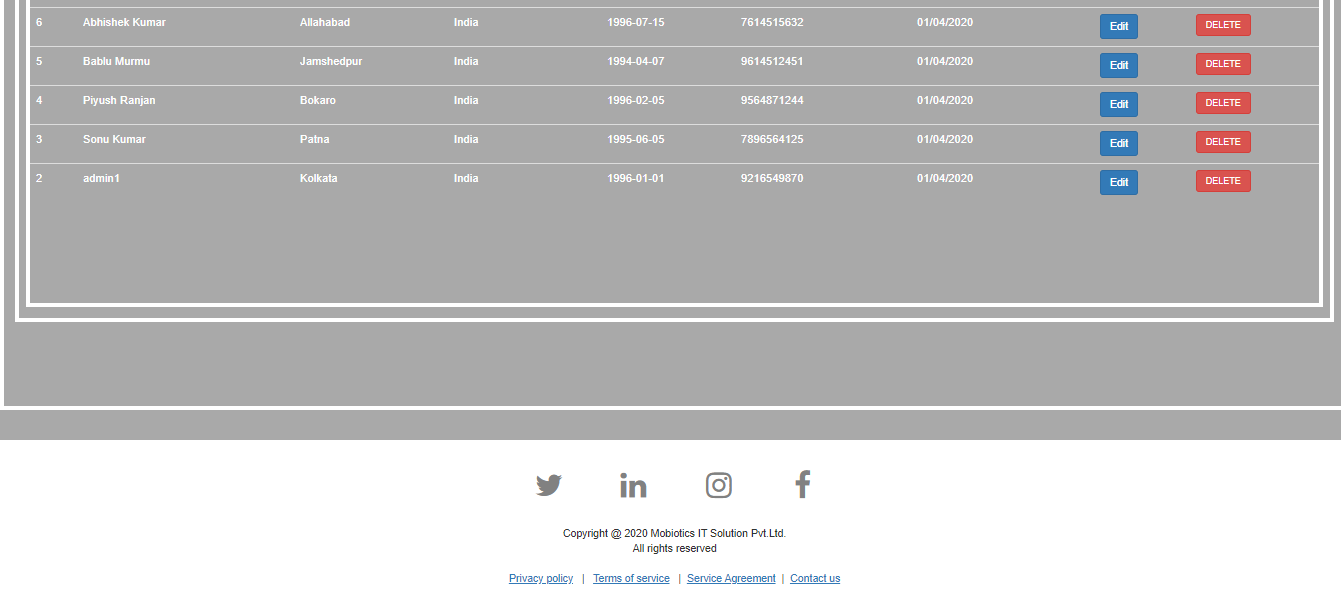 6 Abhishek Kumar Allahabad India 1996-07-15 7614515632 01/04/2020 Edit DELETE
5 Bablu Murmu Jamshedpur India 1994-04-07 9614512451 01/04/2020 Edit DELETE
4 Piyush Ranjan Bokaro India 1996-02-05 9564871244 01/04/2020 Edit DELETE
3 Sonu Kumar Patna India 1995-06-05 7896564125 01/04/2020 Edit DELETE
2 admin1 Kolkata India 1996-01-01 9216549870 01/04/2020 Edit DELETE
Copyright @ 2020 Mobiotics IT Solution Pvt.Ltd.
All rights reserved
Privacy policy | Terms of service | Service Agreement | Contact us